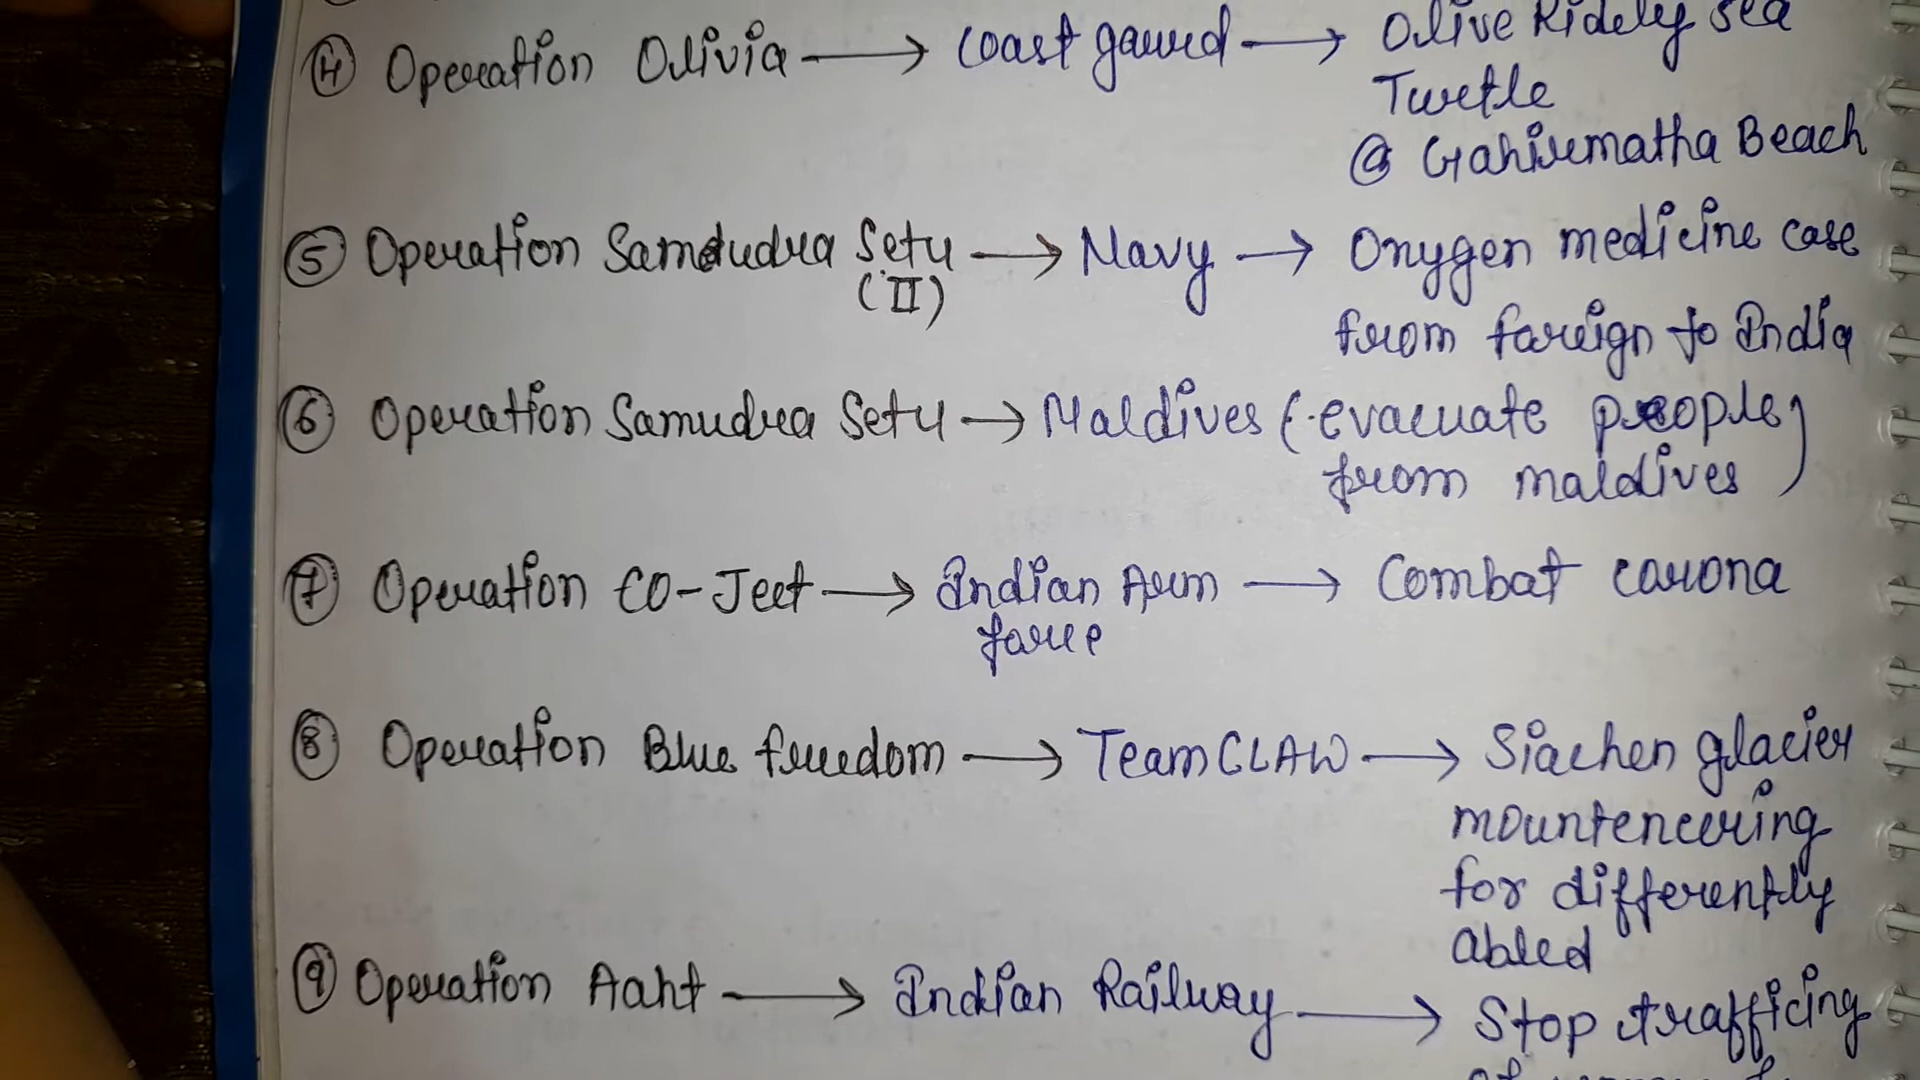 ④ Operation Olivia → Coast gaurd → Olive Ridely Sea
Turtle
@ Gahirmatha Beach
⑤ Operation Samdudra Setu → Navy → Oxygen medicine case
(II)
from foreign to India
⑥ Operation Samudra Setu → Maldives (evacuate people
from maldives)
⑦ Operation CO-Jeet → Indian Arm → Combat corona
force
⑧ Operation Blue freedom → Team CLAW → Siachen glacier
mounteneering
for differently
abled
⑨ Operation Aaht → Indian Railway → Stop trafficing